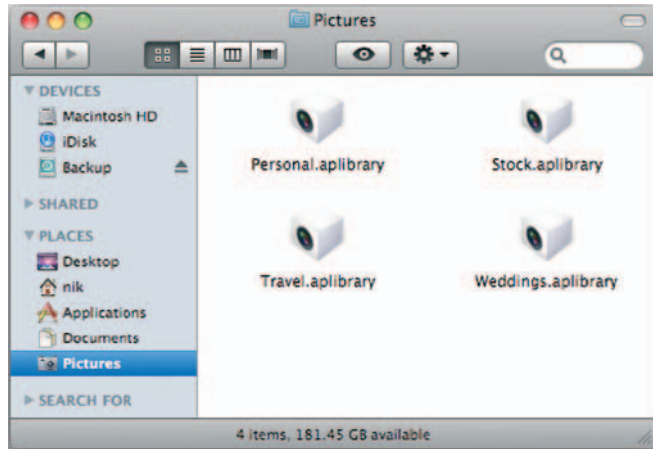 Pictures
DEVICES
Macintosh HD
iDisk
Backup
SHARED
PLACES
Desktop
nik
Applications
Documents
Pictures
SEARCH FOR
Personal.aplibrary
Stock.aplibrary
Travel.aplibrary
Weddings.aplibrary
4 items, 181.45 GB available